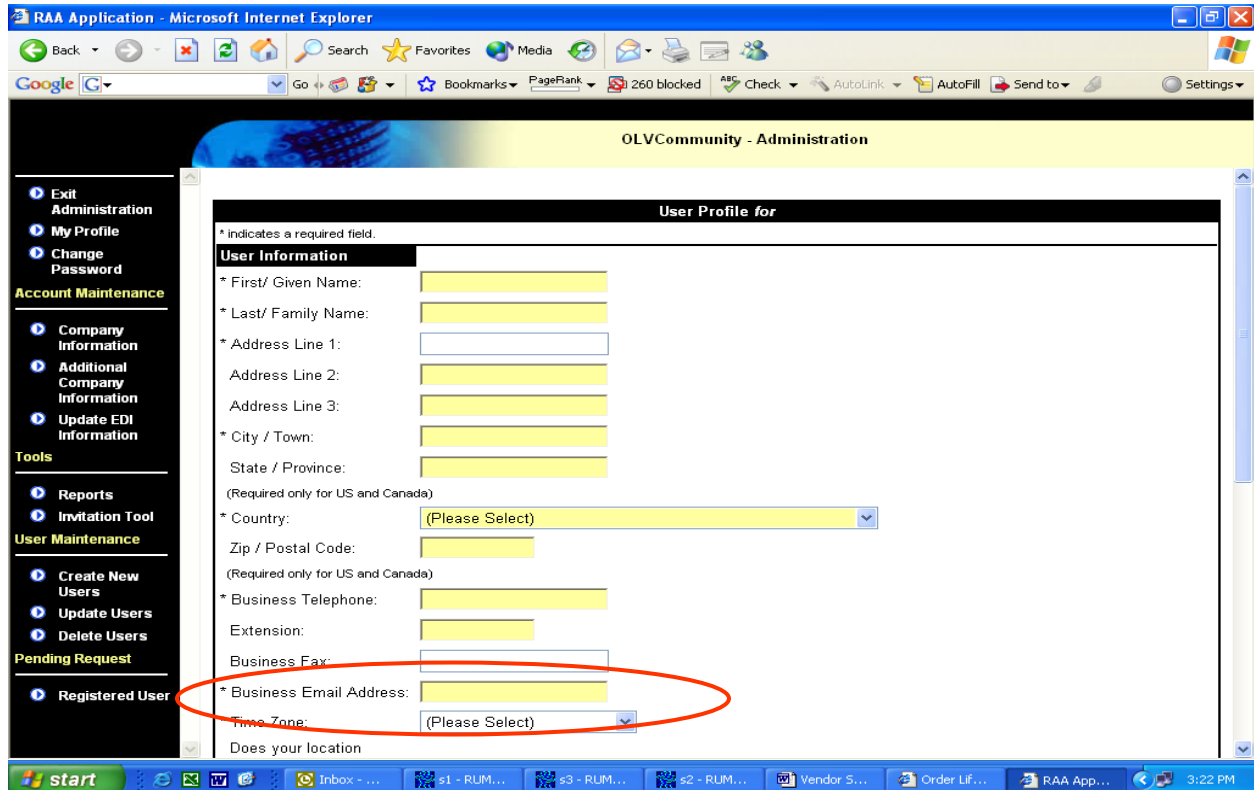 RAA Application - Microsoft Internet Explorer
Back Search Favorites Media
Google G Go Bookmarks PageRank 260 blocked ABC Check AutoLink AutoFill Send to Settings
OLVCommunity - Administration
Exit
Administration
My Profile
Change
Password
Account Maintenance
Company
Information
Additional
Company
Information
Update EDI
Information
Tools
Reports
Invitation Tool
User Maintenance
Create New
Users
Update Users
Delete Users
Pending Request
Registered User
User Profile for
* indicates a required field.
User Information
* First/ Given Name:
* Last/ Family Name:
* Address Line 1:
Address Line 2:
Address Line 3:
* City / Town:
State / Province:
(Required only for US and Canada)
* Country: (Please Select)
Zip / Postal Code:
(Required only for US and Canada)
* Business Telephone:
Extension:
Business Fax:
* Business Email Address:
Time Zone: (Please Select)
Does your location
start Inbox - ... s1 - RUM... s3 - RUM... s2 - RUM... Vendor S... Order Lif... RAA App... 3:22 PM